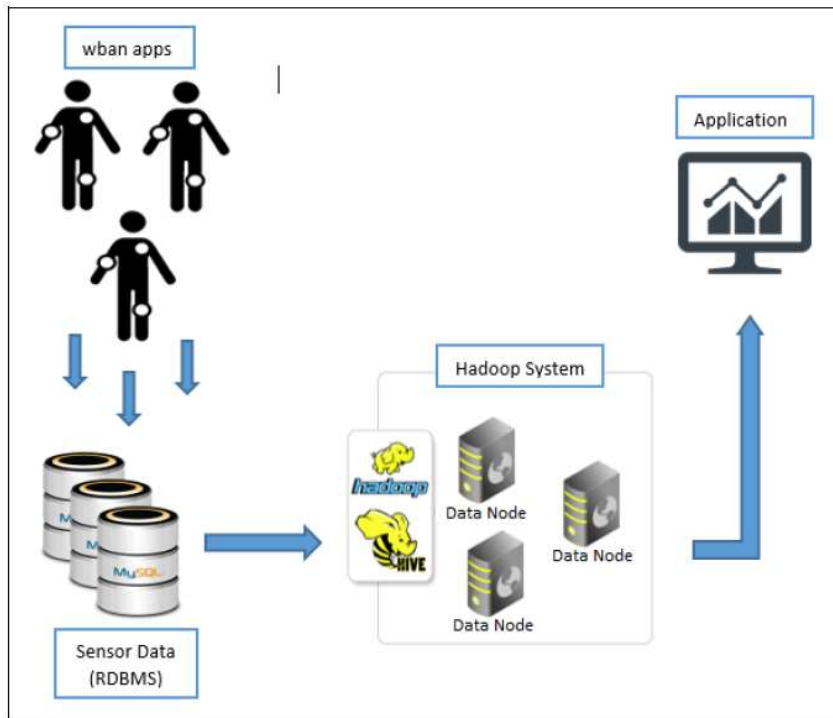 wban apps
Application
Hadoop System
hadoop
HIVE
Data Node
Data Node
Data Node
M
M
MySQL
Sensor Data
(RDBMS)